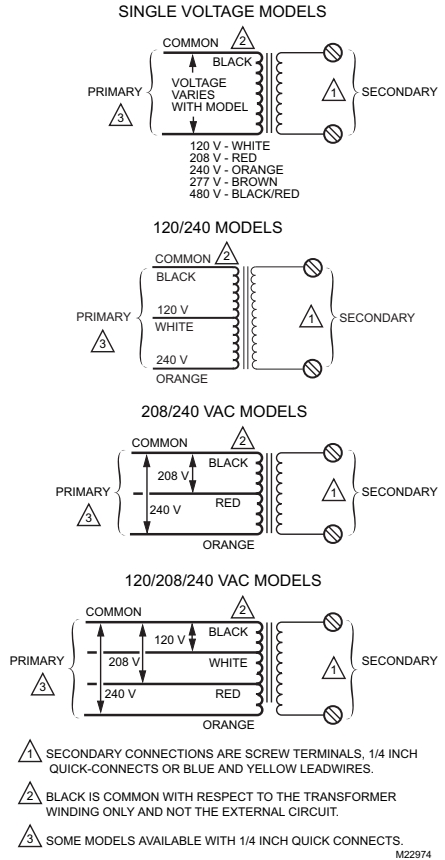 SINGLE VOLTAGE MODELS
COMMON
2
BLACK
VOLTAGE
VARIES
WITH MODEL
PRIMARY
3
1
SECONDARY
120 V - WHITE
208 V - RED
240 V - ORANGE
277 V - BROWN
480 V - BLACK/RED
120/240 MODELS
COMMON
2
BLACK
120 V
WHITE
PRIMARY
3
1
SECONDARY
240 V
ORANGE
208/240 VAC MODELS
COMMON
2
BLACK
208 V
PRIMARY
3
240 V
RED
1
SECONDARY
ORANGE
120/208/240 VAC MODELS
COMMON
2
BLACK
120 V
PRIMARY
3
208 V
WHITE
1
SECONDARY
240 V
RED
ORANGE
1 SECONDARY CONNECTIONS ARE SCREW TERMINALS, 1/4 INCH
QUICK-CONNECTS OR BLUE AND YELLOW LEADWIRES.
2 BLACK IS COMMON WITH RESPECT TO THE TRANSFORMER
WINDING ONLY AND NOT THE EXTERNAL CIRCUIT.
3 SOME MODELS AVAILABLE WITH 1/4 INCH QUICK CONNECTS.
M22974